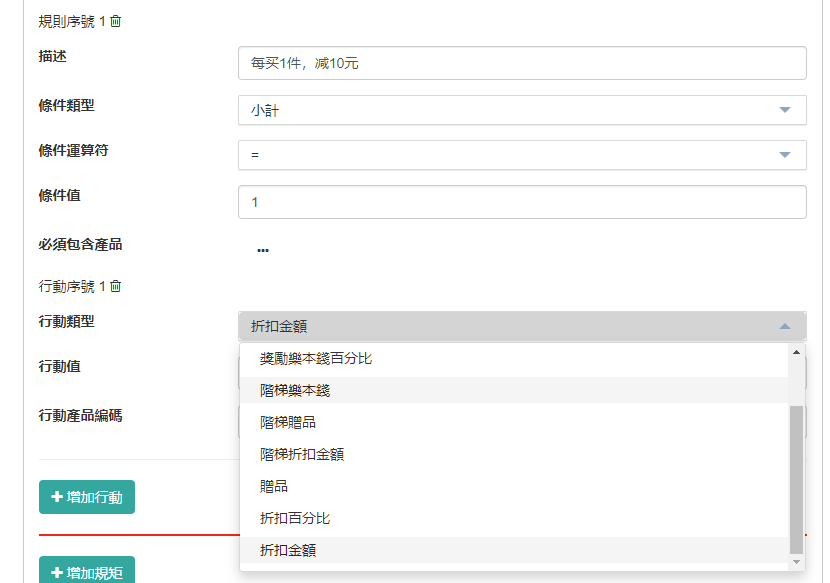 規則序號 1
描述
每买1件，减10元
條件類型
小計
條件運算符
=
條件值
1
必須包含產品
...
行動序號 1
行動類型
折扣金額
行動值
行動產品編碼
獎勵樂本錢百分比
階梯樂本錢
階梯贈品
階梯折扣金額
贈品
折扣百分比
折扣金額
+ 增加行動
+ 增加規矩